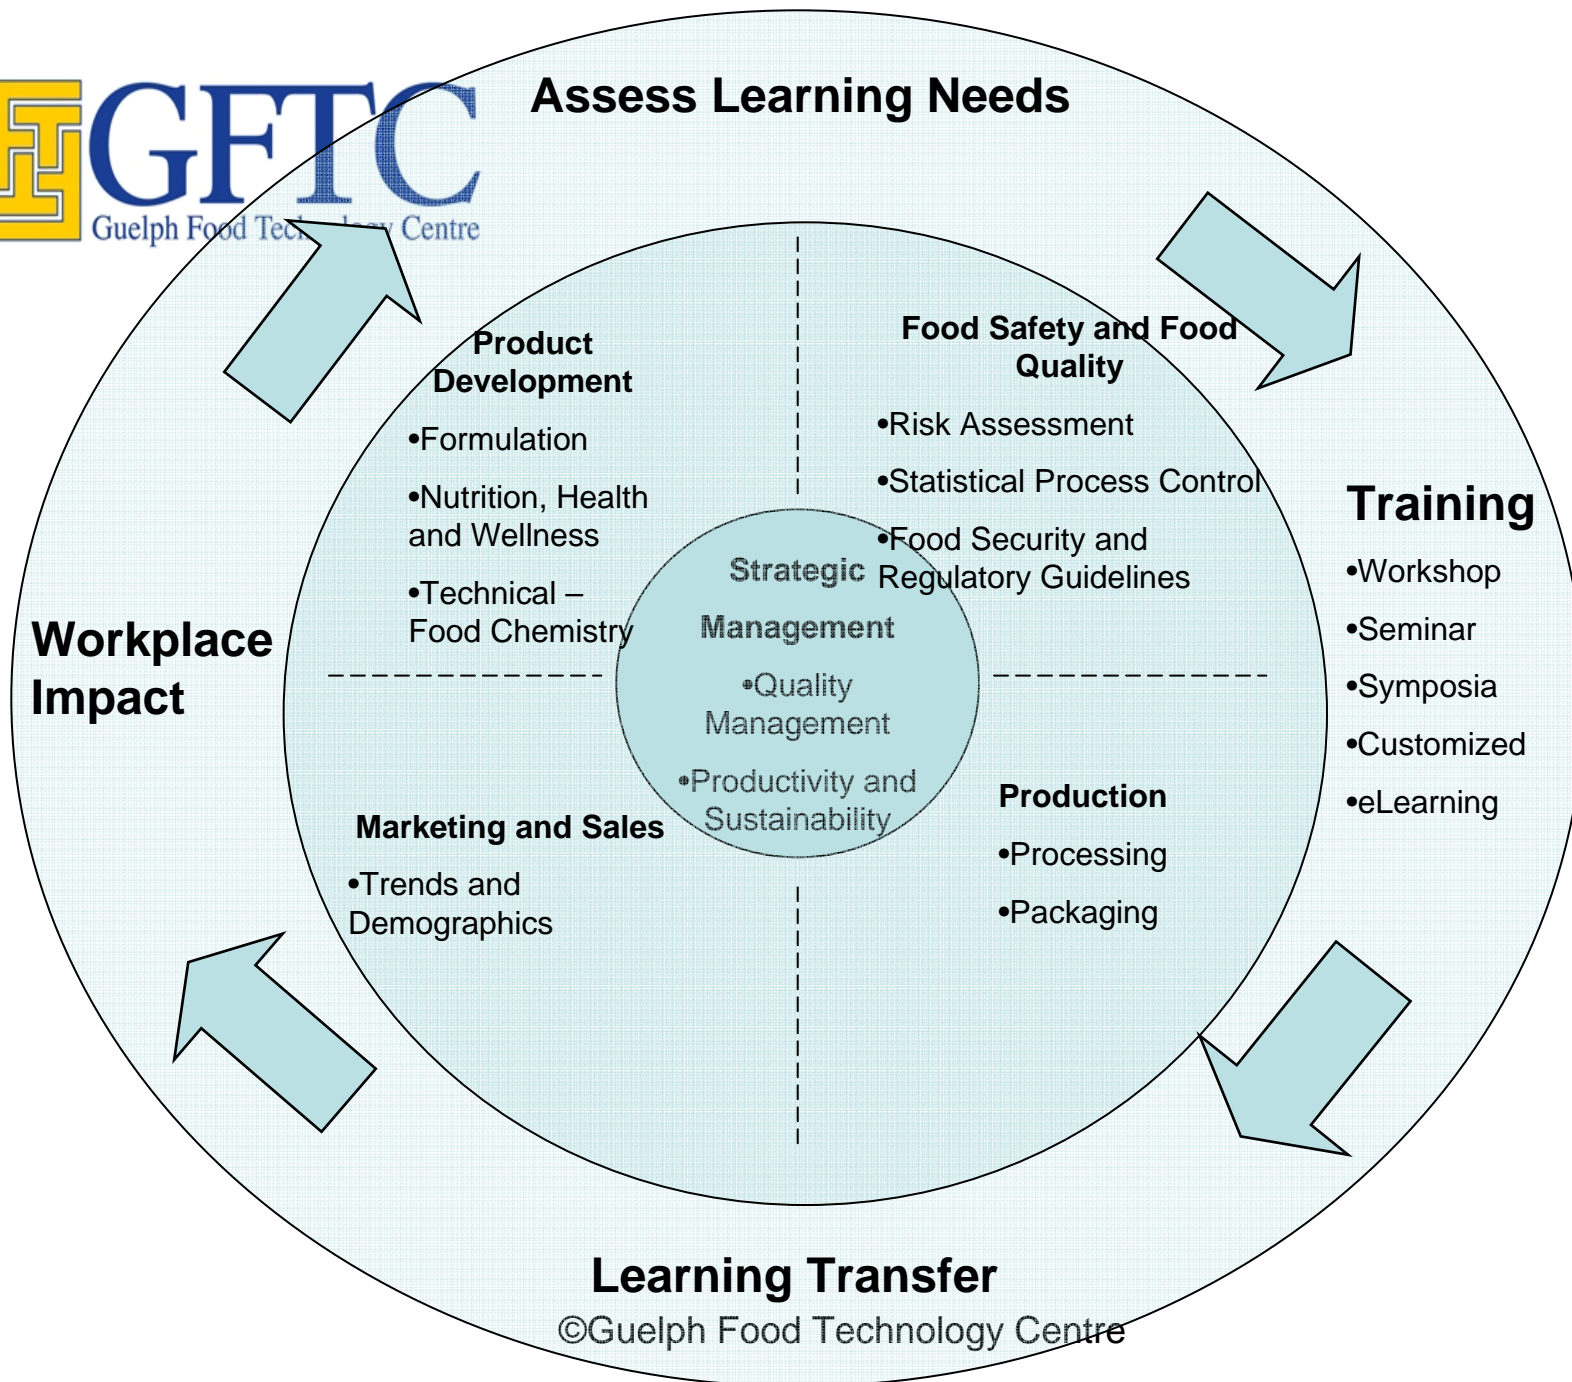 GFTC
Guelph Food Technology Centre
Assess Learning Needs
Product
Development
•Formulation
•Nutrition, Health
and Wellness
•Technical –
Food Chemistry
Food Safety and Food
Quality
•Risk Assessment
•Statistical Process Control
•Food Security and
Regulatory Guidelines
Strategic
Management
•Quality
Management
•Productivity and
Sustainability
Training
•Workshop
•Seminar
•Symposia
•Customized
•eLearning
Workplace
Impact
Marketing and Sales
•Trends and
Demographics
Production
•Processing
•Packaging
Learning Transfer
©Guelph Food Technology Centre